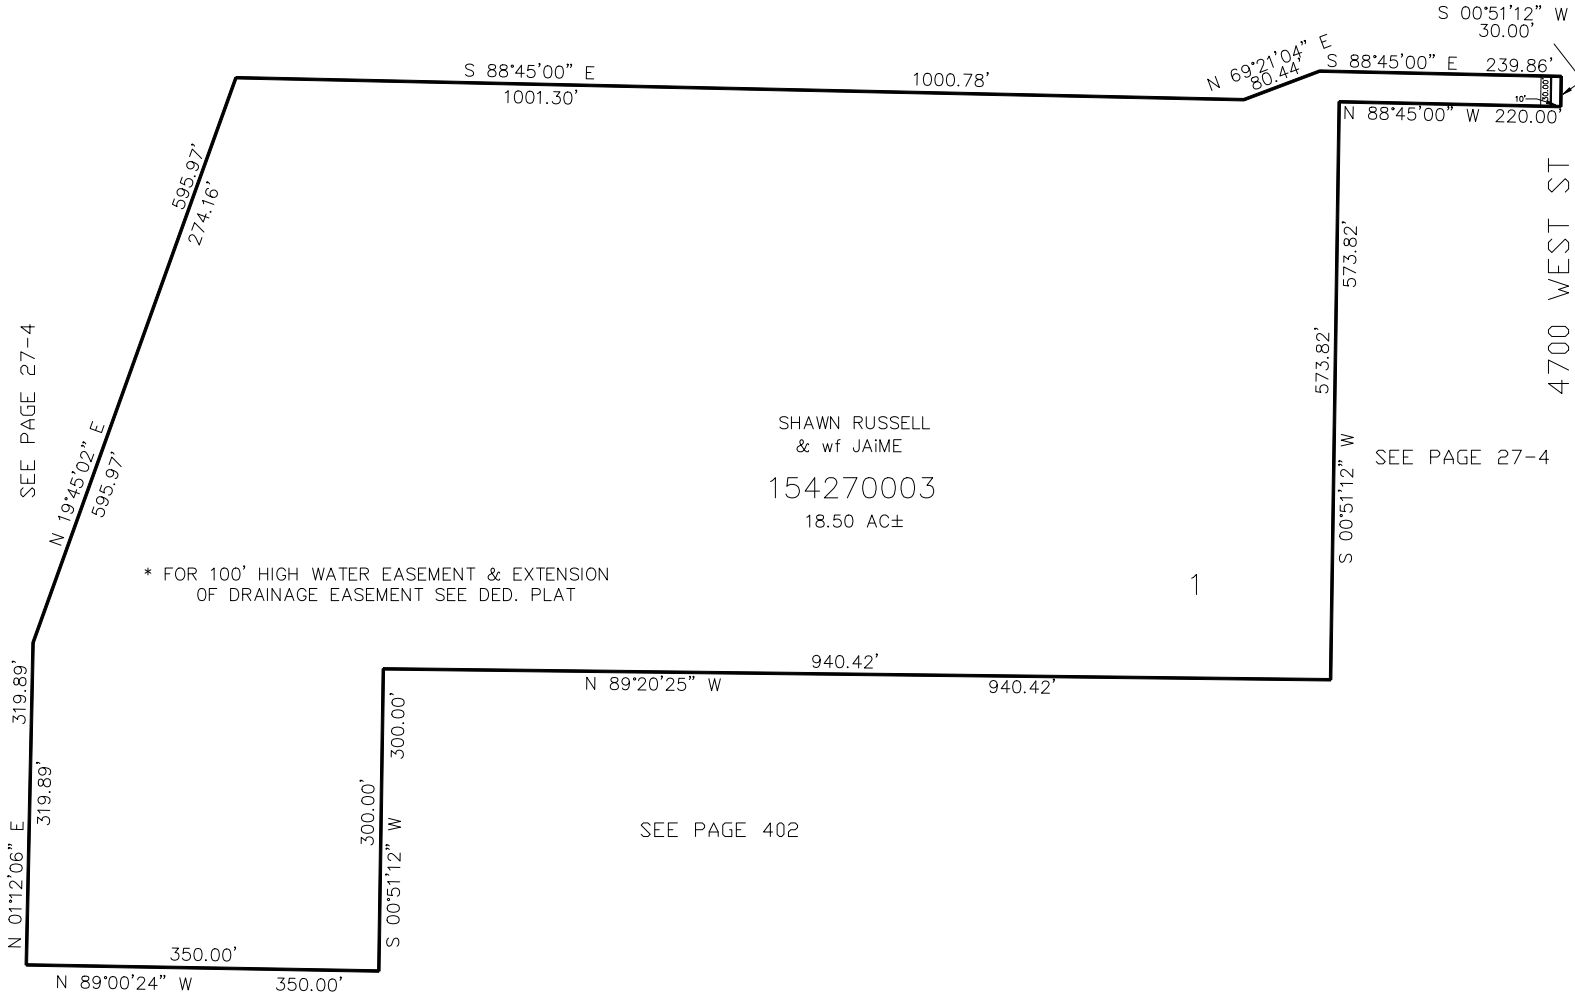 S 00°51'12" W
30.00'
S 88°45'00" E
1001.30'
1000.78'
N 69°21'04" E
80.44'
S 88°45'00" E 239.86'
30.00'
10'
N 88°45'00" W 220.00'
4700 WEST ST
595.97'
274.16'
N 19°45'02" E
595.97'
SEE PAGE 27-4
573.82'
573.82'
S 00°51'12" W
SEE PAGE 27-4
SHAWN RUSSELL
& wf JAiME
154270003
18.50 AC±
* FOR 100' HIGH WATER EASEMENT & EXTENSION
OF DRAINAGE EASEMENT SEE DED. PLAT
1
940.42'
N 89°20'25" W
940.42'
319.89'
319.89'
N 01°12'06" E
300.00'
300.00'
S 00°51'12" W
SEE PAGE 402
350.00'
N 89°00'24" W
350.00'